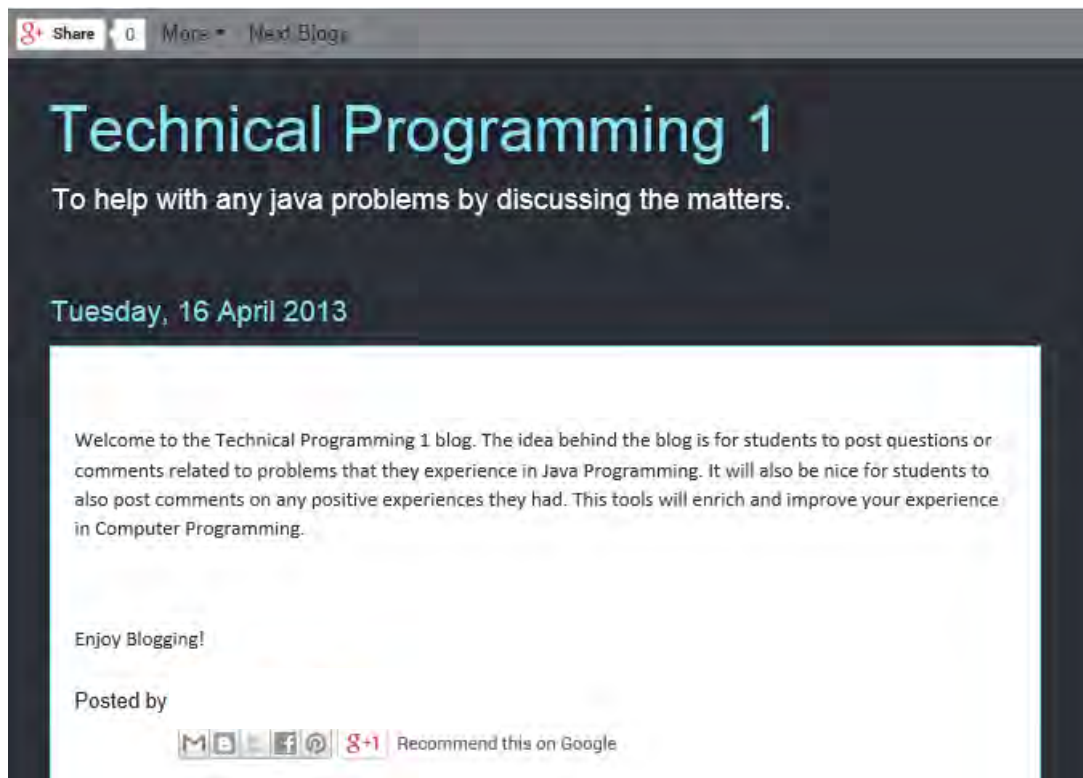 g+ Share 0 More Next Blog»
Technical Programming 1
To help with any java problems by discussing the matters.
Tuesday, 16 April 2013
Welcome to the Technical Programming 1 blog. The idea behind the blog is for students to post questions or
comments related to problems that they experience in Java Programming. It will also be nice for students to
also post comments on any positive experiences they had. This tools will enrich and improve your experience
in Computer Programming.
Enjoy Blogging!
Posted by
g+1 Recommend this on Google